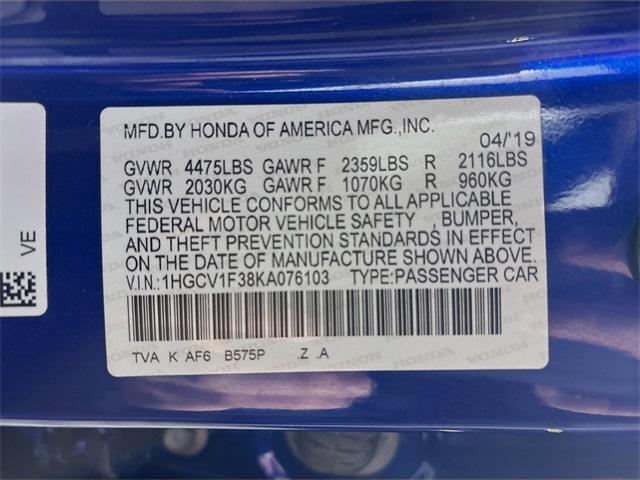 MFD.BY HONDA OF AMERICA MFG.,INC.
04/'19
GVWR 4475LBS GAWR F 2359LBS R 2116LBS
GVWR 2030KG GAWR F 1070KG R 960KG
THIS VEHICLE CONFORMS TO ALL APPLICABLE
FEDERAL MOTOR VEHICLE SAFETY , BUMPER,
AND THEFT PREVENTION STANDARDS IN EFFECT
ON THE DATE OF MANUFACTURE SHOWN ABOVE.
V.I.N.:1HGCV1F38KA076103 TYPE:PASSENGER CAR
TVA K AF6 B575P .Z .A
VE